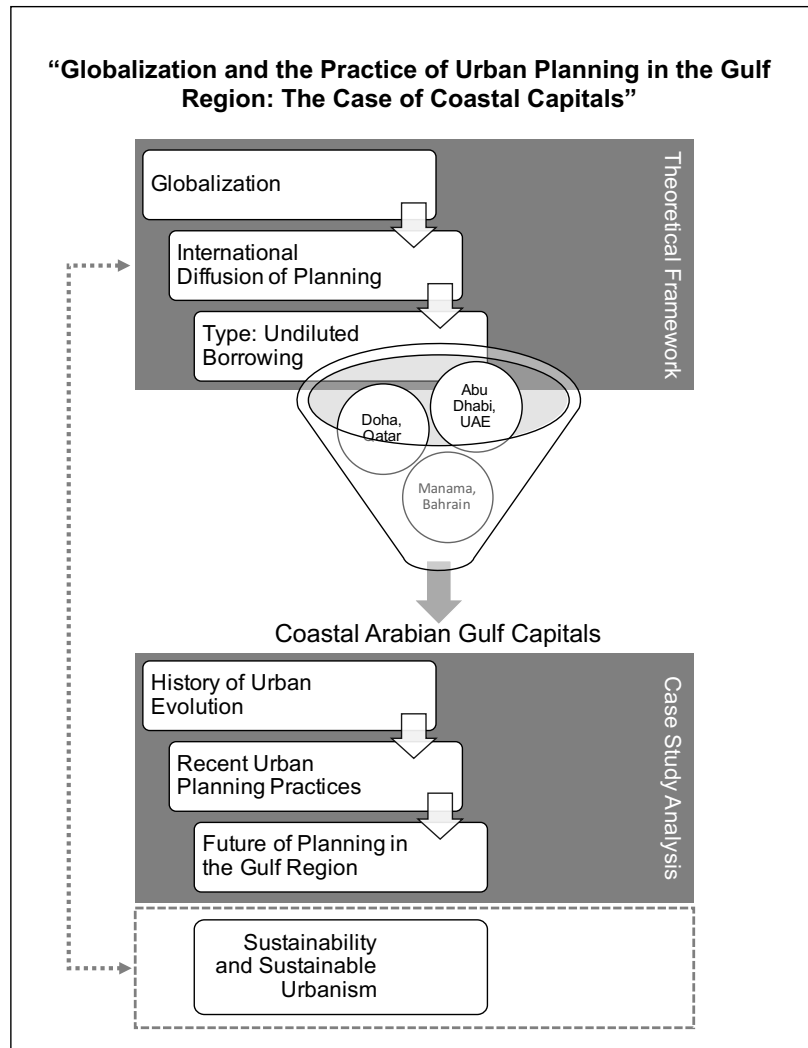 “Globalization and the Practice of Urban Planning in the Gulf
Region: The Case of Coastal Capitals”
Theoretical Framework
Globalization
International
Diffusion of Planning
Type: Undiluted
Borrowing
Doha,
Qatar
Abu
Dhabi,
UAE
Manama,
Bahrain
Coastal Arabian Gulf Capitals
Case Study Analysis
History of Urban
Evolution
Recent Urban
Planning Practices
Future of Planning in
the Gulf Region
Sustainability
and Sustainable
Urbanism